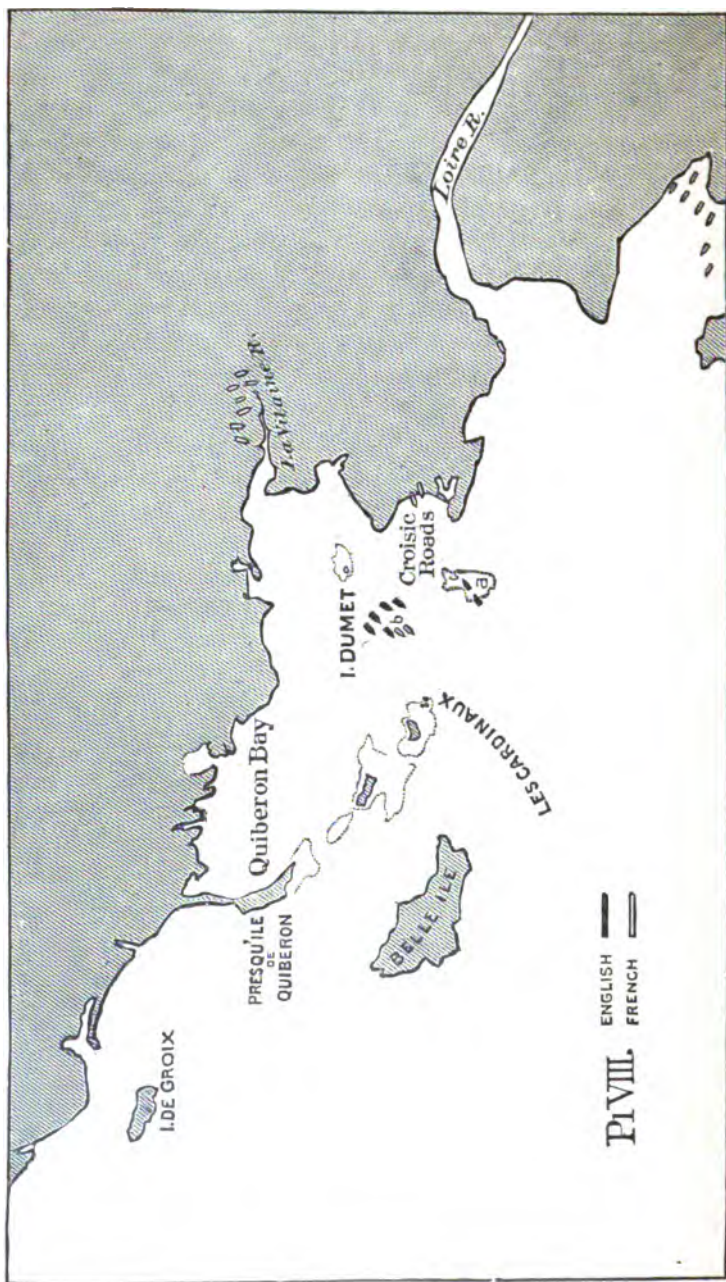 Loire R.
La Vilaine R.
Croisic
Roads
I. DUMET
a
b
Quiberon Bay
LES CARDINAUX
PRESQU'ILE
DE
QUIBERON
BELLE ILE
I. DE GROIX
Pl VIII.
ENGLISH
FRENCH